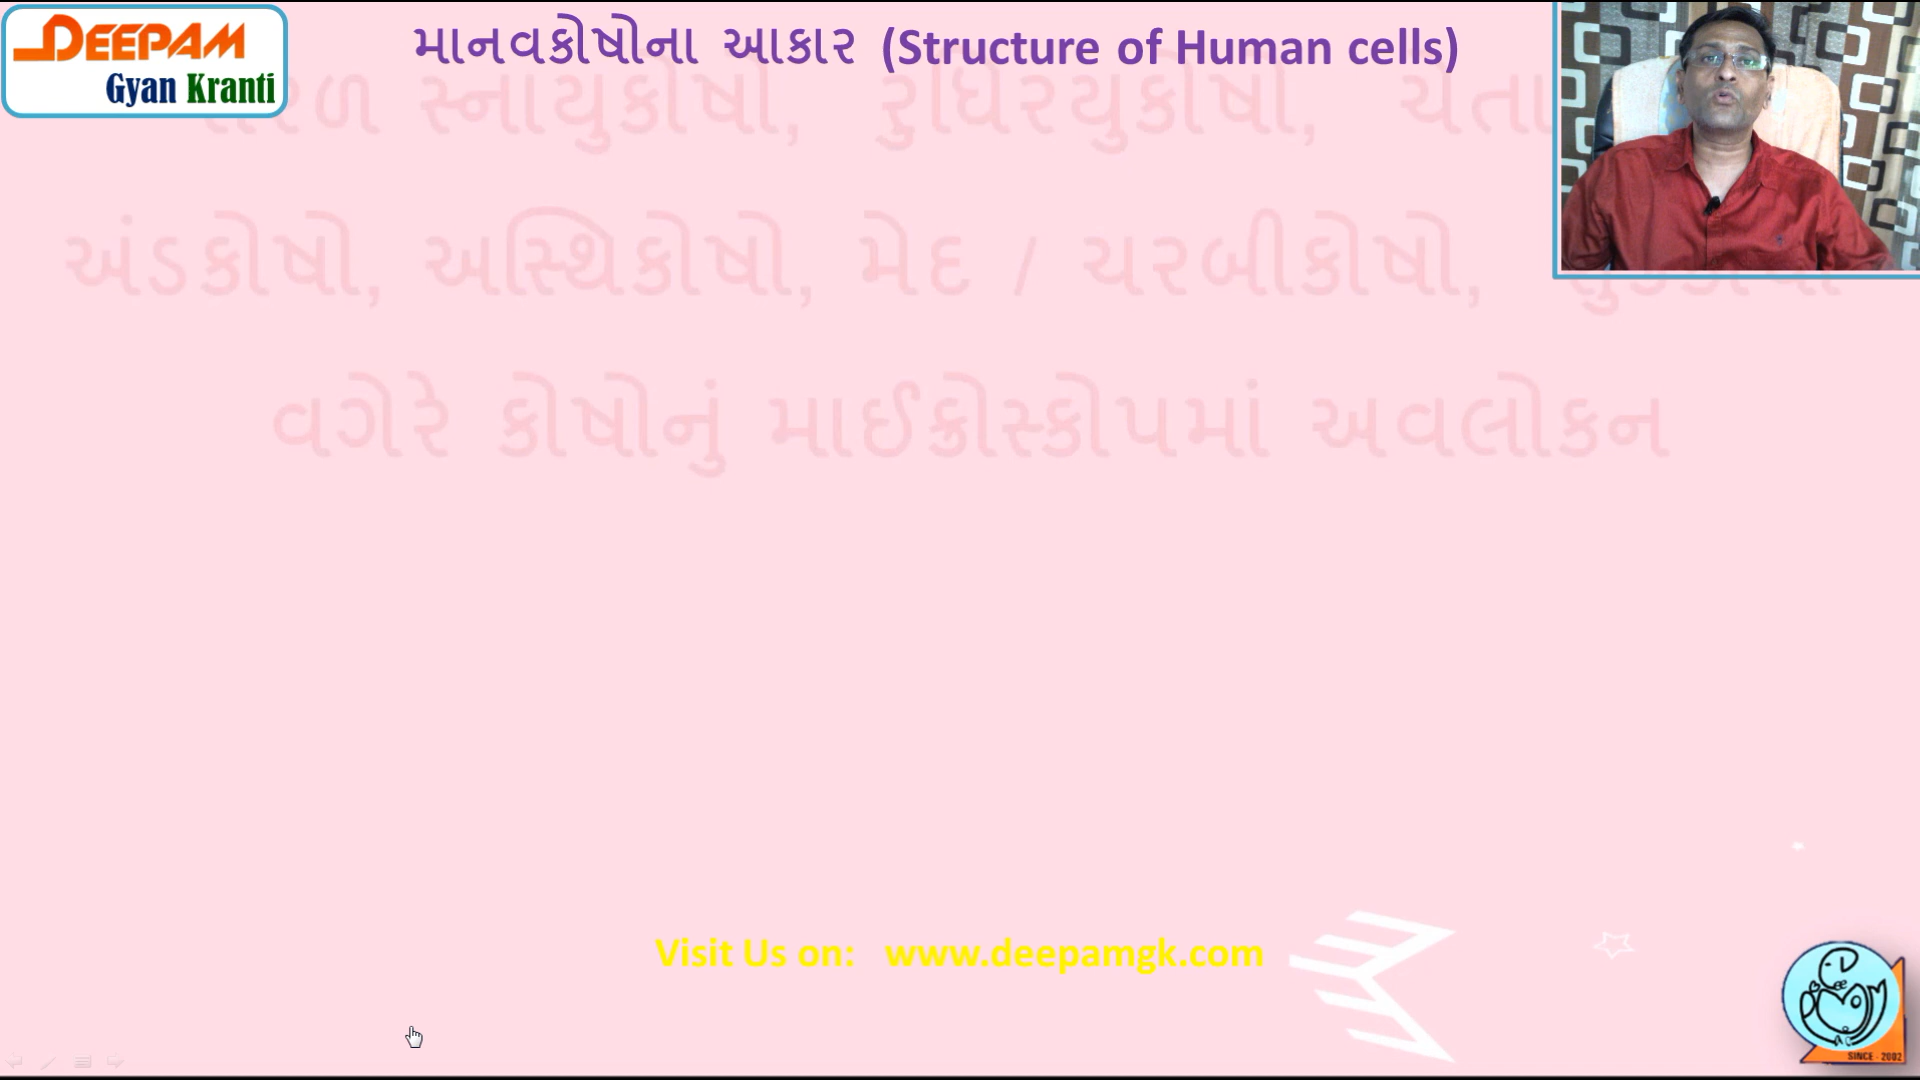 DEEPAM
Gyan Kranti
માનવકોષોના આકાર (Structure of Human cells)
સ્નાયુકોષો, રુધિરયુકોષો,
અંડકોષો, અસ્થિકોષો, મેદ / ચરબીકોષો,
વગેરે કોષોનું માઈક્રોસ્કોપમાં અવલોકન
Visit Us on: www.deepamgk.com
SINCE - 2002